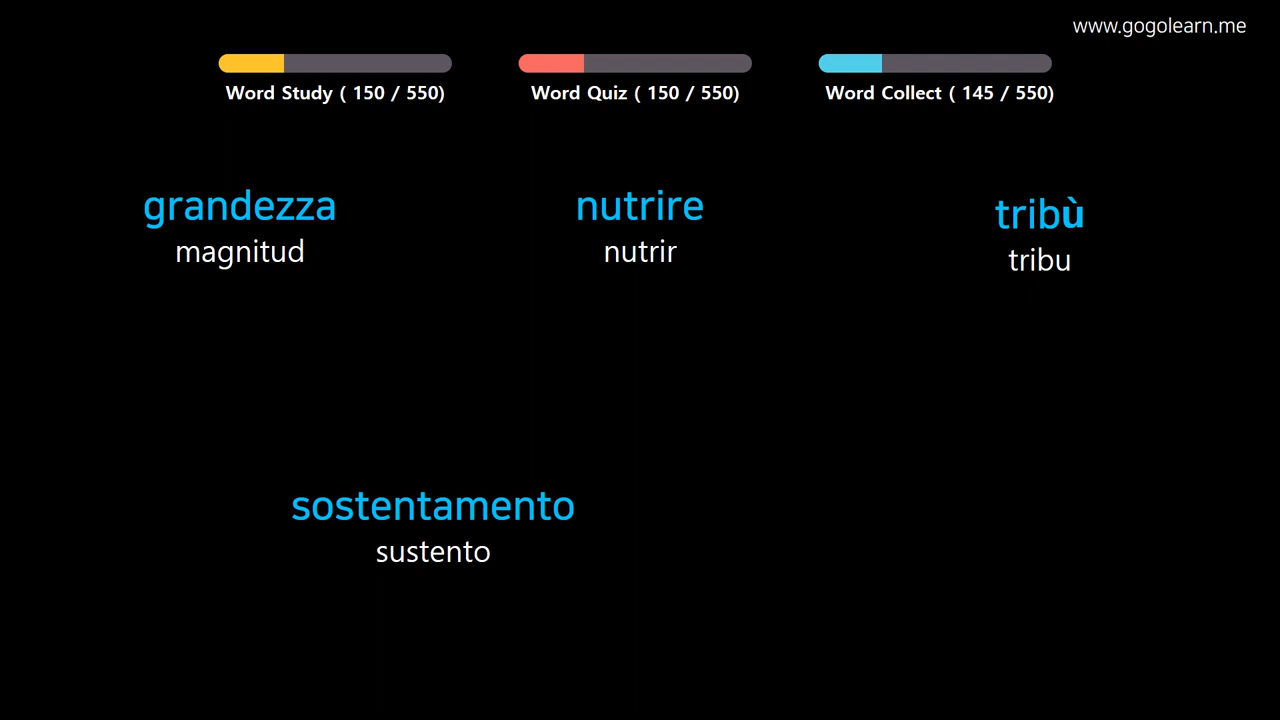 www.gogolearn.me
Word Study ( 150 / 550)
Word Quiz ( 150 / 550)
Word Collect ( 145 / 550)
grandezza
magnitud
nutrire
nutrir
tribù
tribu
sostentamento
sustento